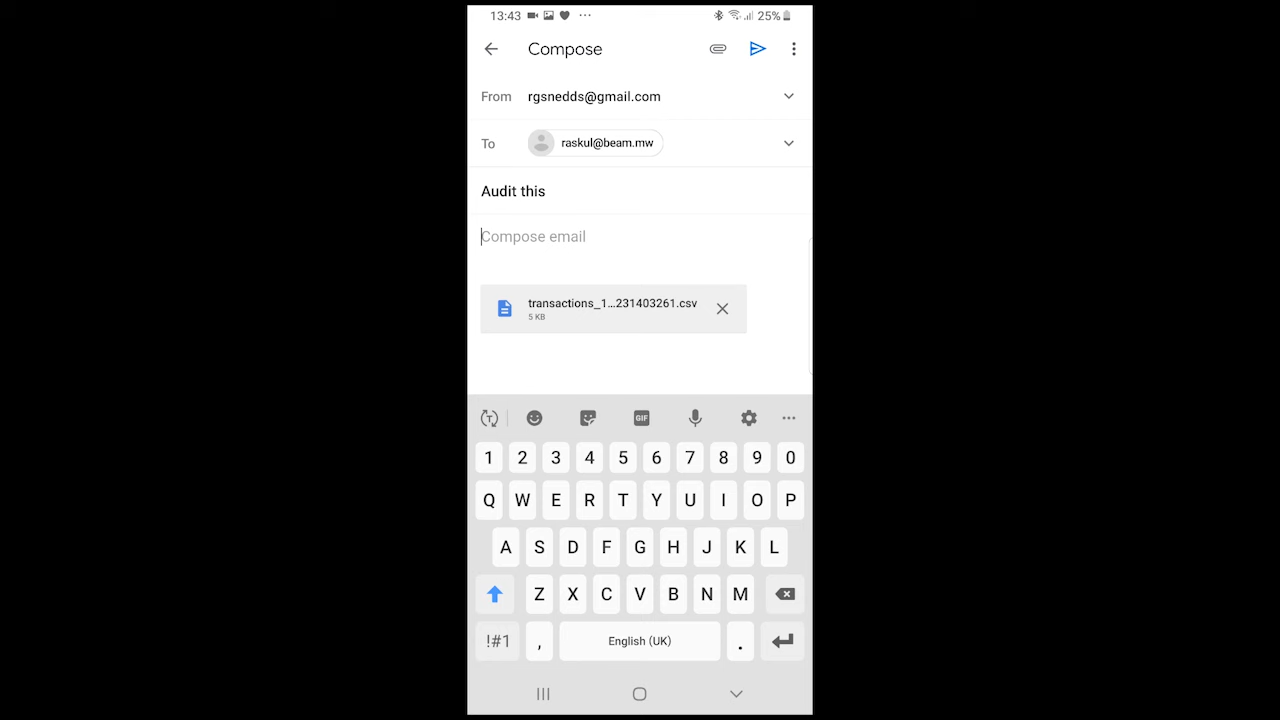 13:43 25%
Compose
From rgsnedds@gmail.com
To raskul@beam.mw
Audit this
Compose email
transactions_1...231403261.csv
5 KB
T GIF
1 2 3 4 5 6 7 8 9 0
Q W E R T Y U I O P
A S D F G H J K L
Z X C V B N M
!#1 , English (UK) .